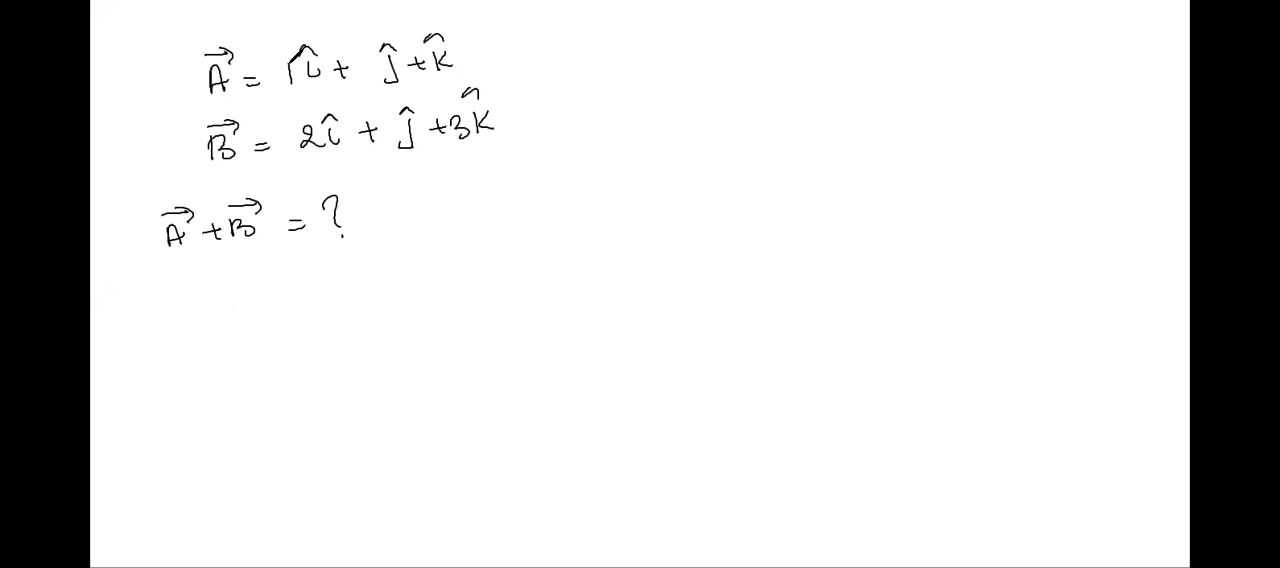 A⃗ = 1î + ĵ + k̂
B⃗ = 2î + ĵ + 3k̂
A⃗ + B⃗ = ?